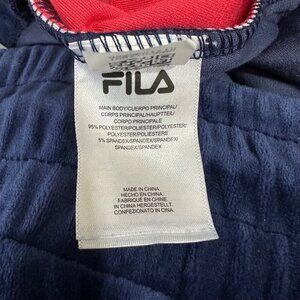 FILA
MAIN BODY/CUERPO PRINCIPAL/
CORPS PRINCIPAL/HAUPTTEIL/
CORPO PRINCIPALE
95% POLYESTER/POLIESTER/POLYESTER/
POLYESTER/POLIESTERE
5% SPANDEX/SPANDEX/SPANDEX/
SPANDEX/SPANDEX
MADE IN CHINA.
HECHO EN CHINA.
FABRIQUÉ EN CHINE.
IN CHINA HERGESTELLT.
CONFEZIONATO IN CINA.